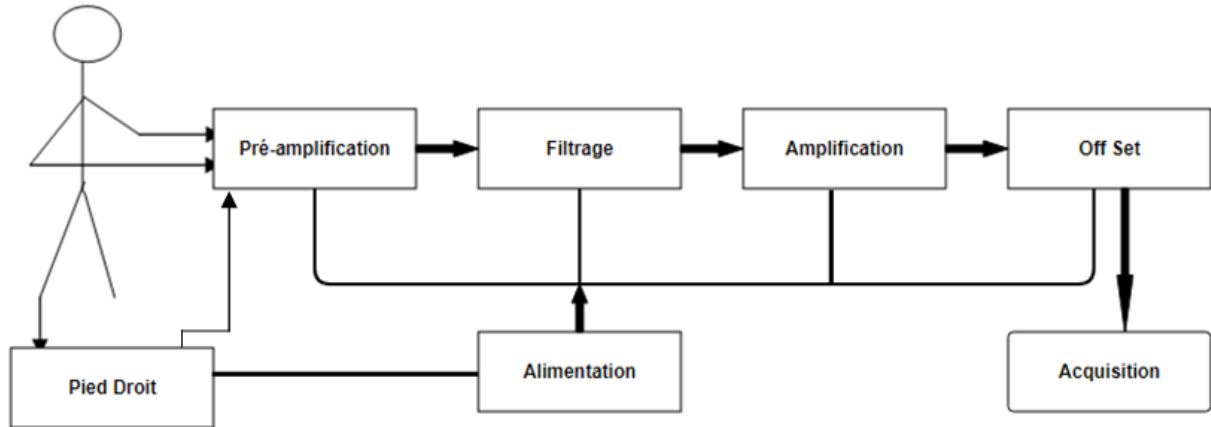 Pré-amplification
Filtrage
Amplification
Off Set
Pied Droit
Alimentation
Acquisition